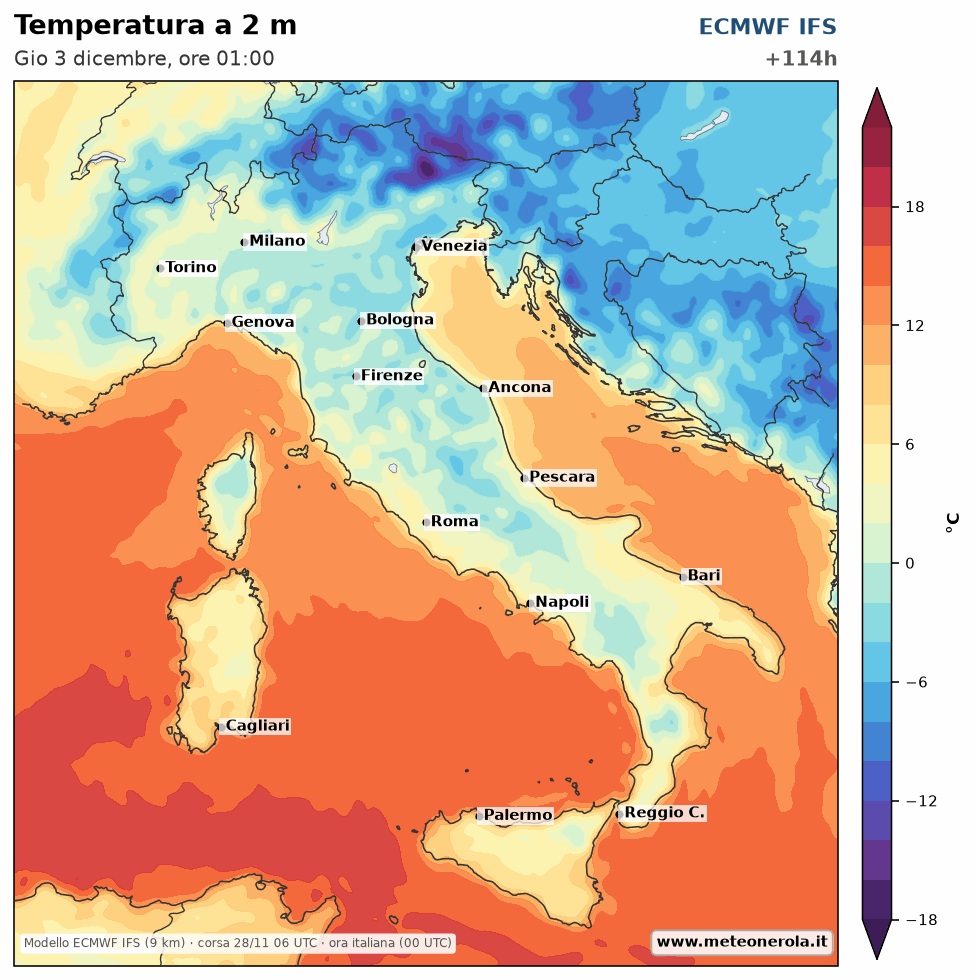 Temperatura a 2 m
ECMWF IFS
Gio 3 dicembre, ore 01:00
+114h
Milano
Venezia
Torino
Genova
Bologna
Firenze
Ancona
Pescara
Roma
Bari
Napoli
Cagliari
Palermo
Reggio C.
18
12
6
0
−6
−12
−18
°C
Modello ECMWF IFS (9 km) · corsa 28/11 06 UTC · ora italiana (00 UTC)
www.meteonerola.it